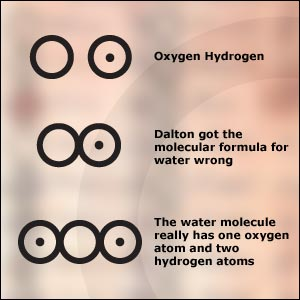 Oxygen Hydrogen
Dalton got the
molecular formula for
water wrong
The water molecule
really has one oxygen
atom and two
hydrogen atoms